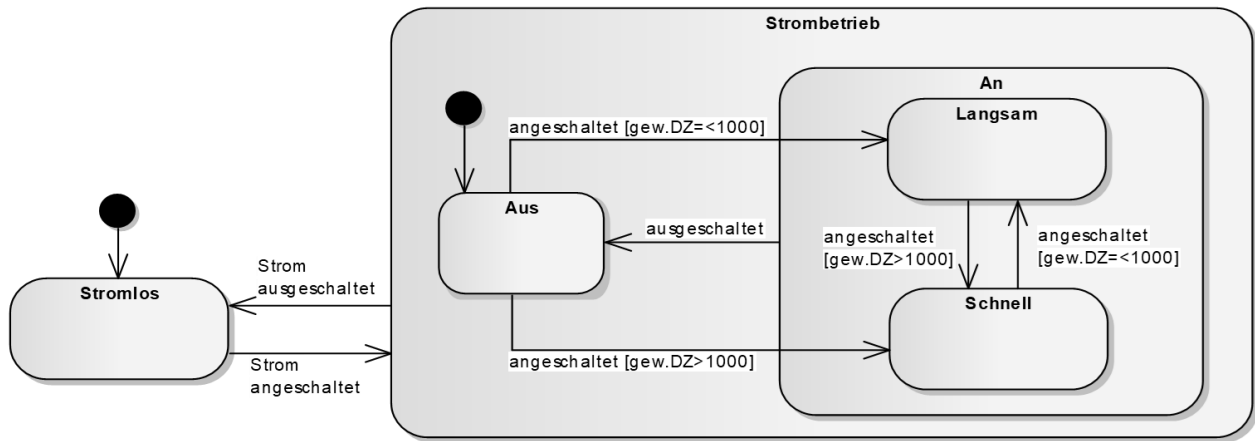 Strombetrieb
An
Langsam
angeschaltet [gew.DZ=<1000]
Aus
ausgeschaltet
angeschaltet
[gew.DZ>1000]
angeschaltet
[gew.DZ=<1000]
Strom
ausgeschaltet
Stromlos
Schnell
angeschaltet [gew.DZ>1000]
Strom
angeschaltet